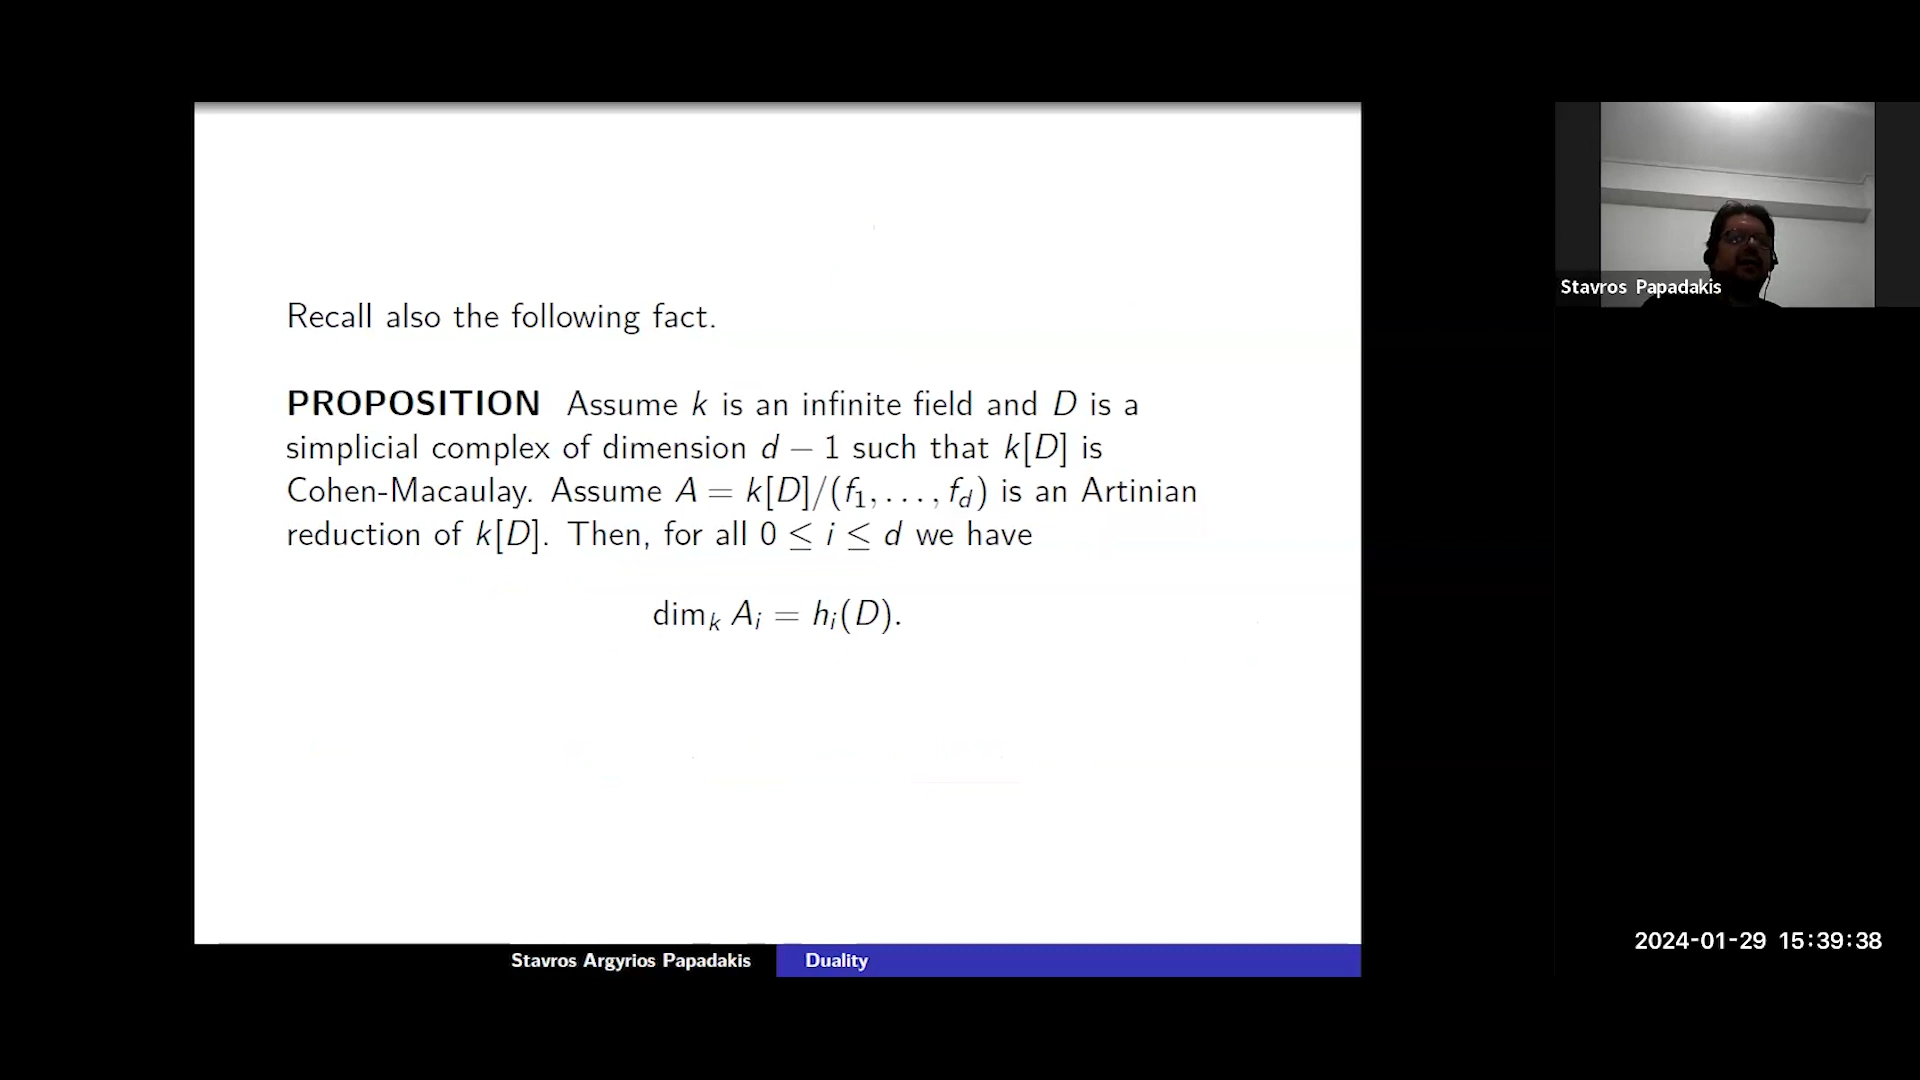 Recall also the following fact.
PROPOSITION Assume k is an infinite field and D is a
simplicial complex of dimension d − 1 such that k[D] is
Cohen-Macaulay. Assume A = k[D]/(f₁, . . . , f_d) is an Artinian
reduction of k[D]. Then, for all 0 ≤ i ≤ d we have
dimₖ Aᵢ = hᵢ(D).
Stavros Argyrios Papadakis
Duality
Stavros Papadakis
2024-01-29 15:39:38